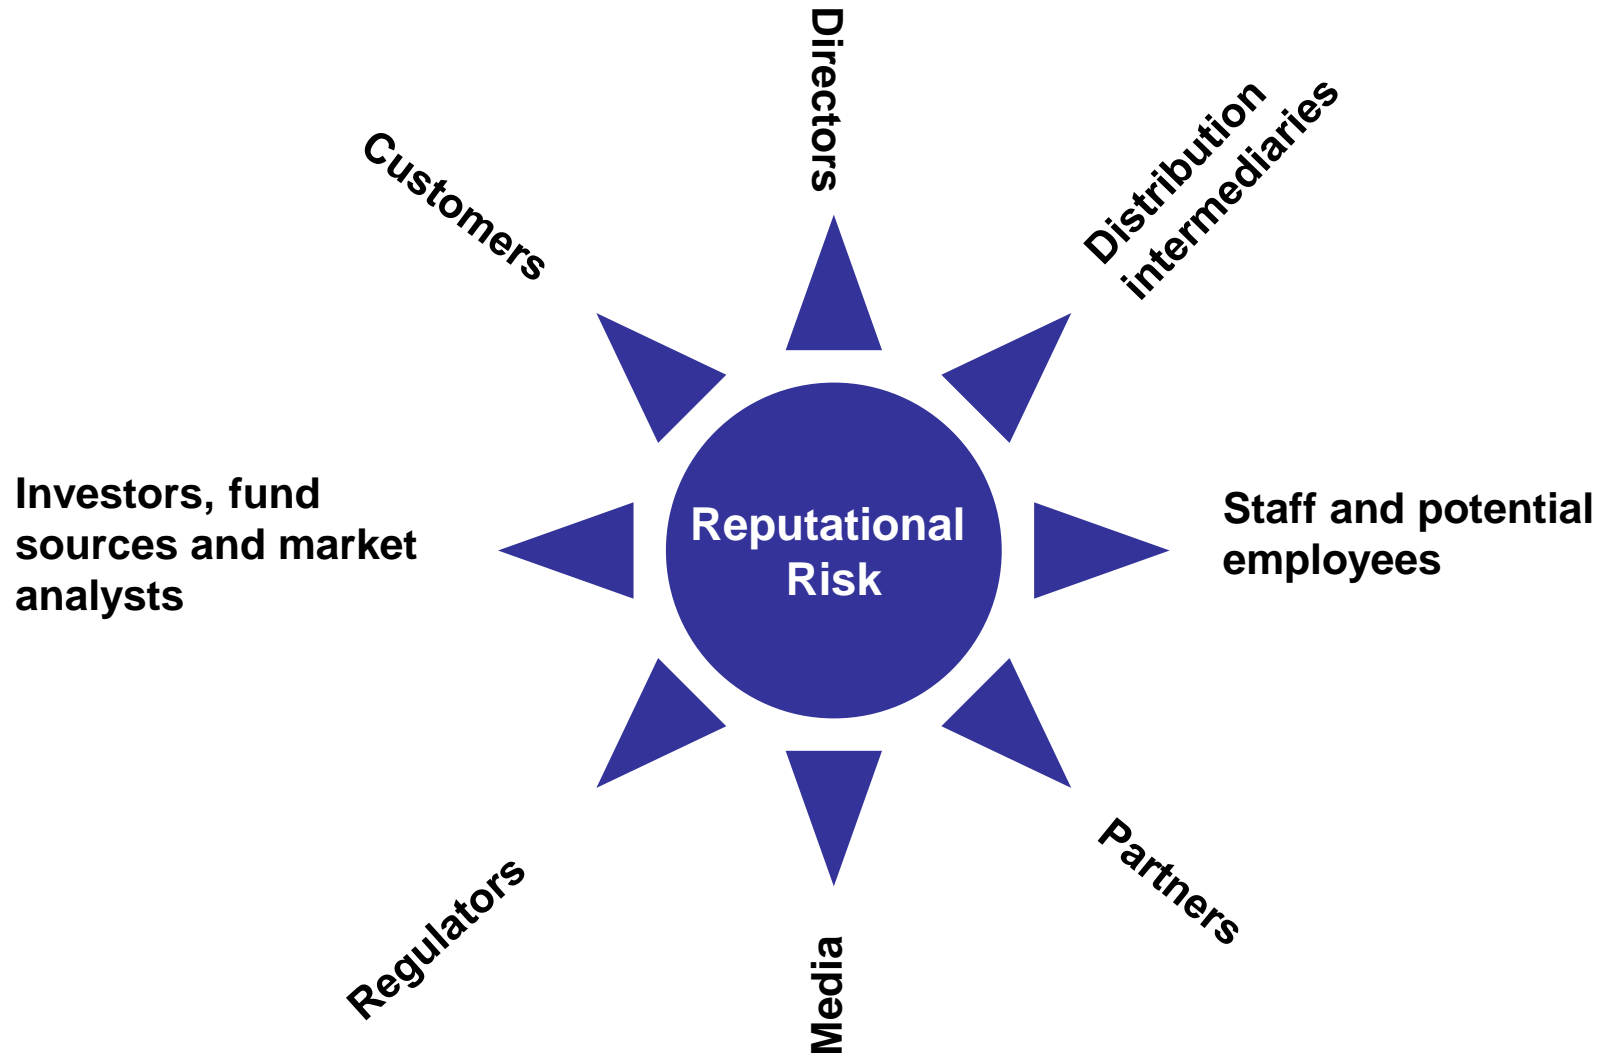 Directors
Distribution
intermediaries
Customers
Investors, fund
sources and market
analysts
Reputational
Risk
Staff and potential
employees
Regulators
Media
Partners